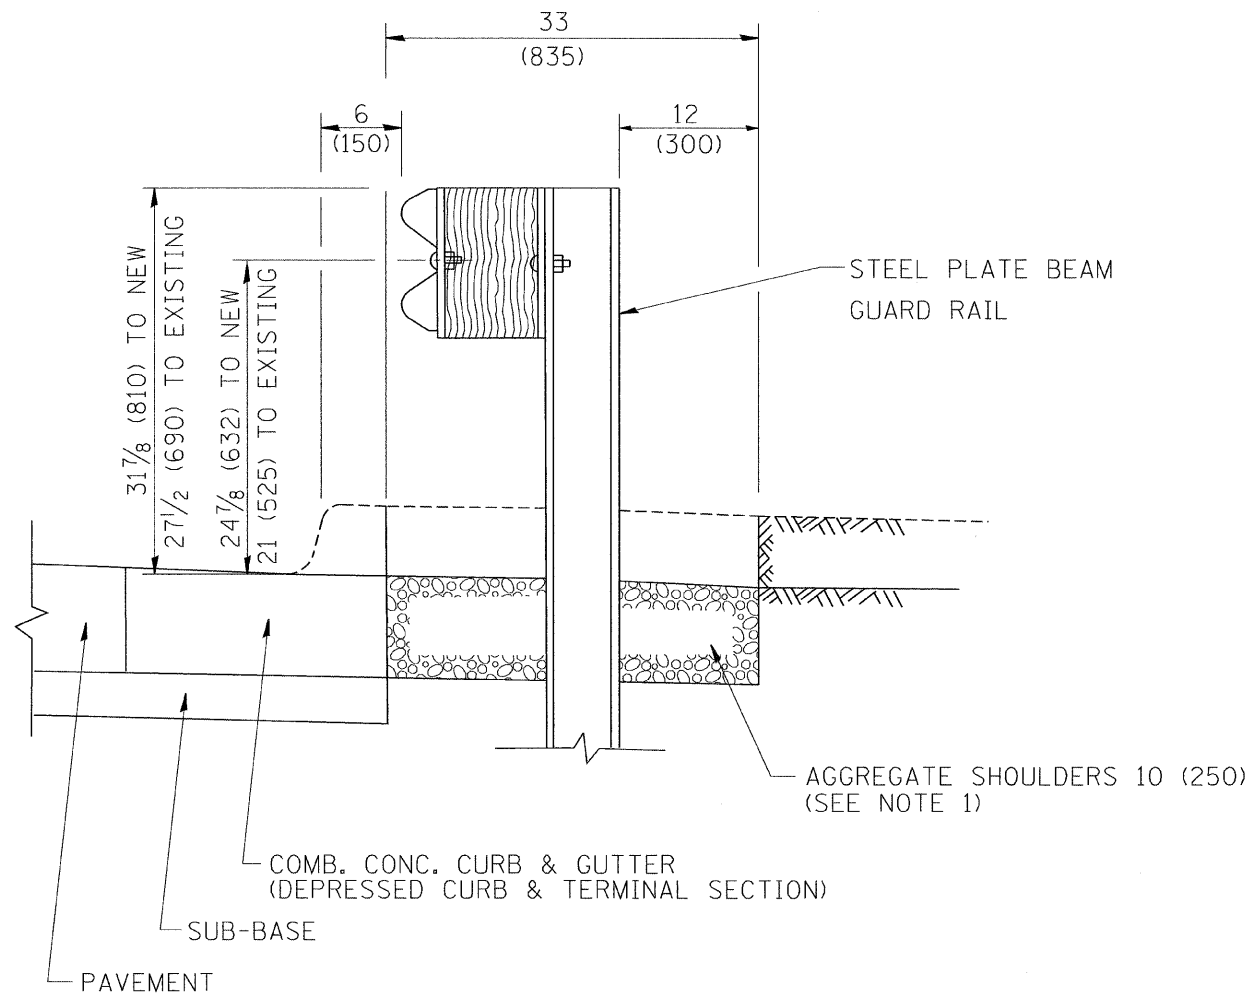 33
(835)
6
(150)
12
(300)
31⅞ (810) TO NEW
27½ (690) TO EXISTING
24⅞ (632) TO NEW
21 (525) TO EXISTING
STEEL PLATE BEAM
GUARD RAIL
AGGREGATE SHOULDERS 10 (250)
(SEE NOTE 1)
COMB. CONC. CURB & GUTTER
(DEPRESSED CURB & TERMINAL SECTION)
SUB-BASE
PAVEMENT